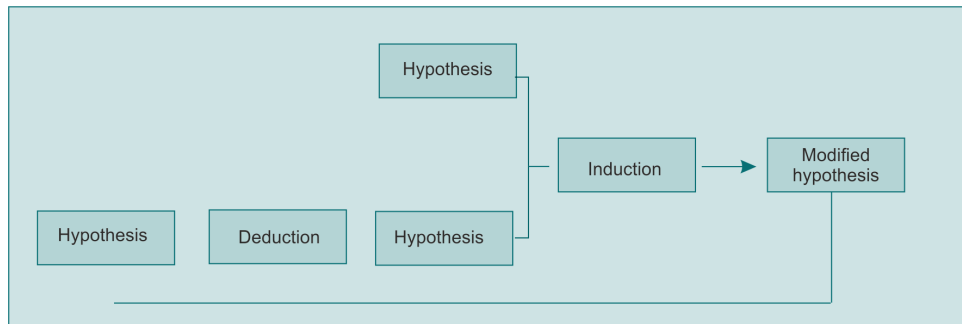 Hypothesis
Induction
Modified
hypothesis
Hypothesis
Deduction
Hypothesis